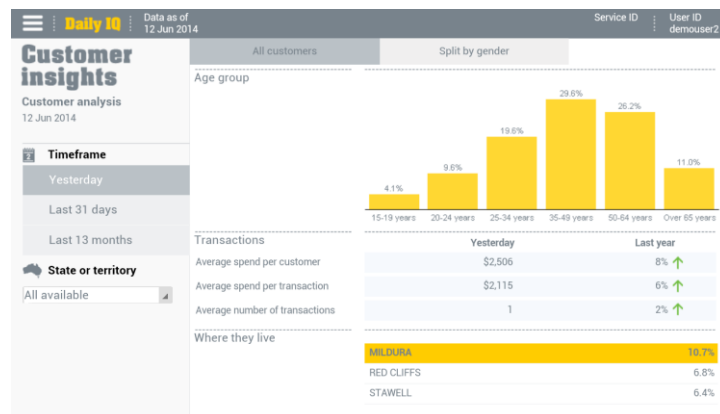 Daily IQ
Data as of
12 Jun 2014
Service ID
User ID
demouser2
Customer
insights
Customer analysis
12 Jun 2014
Timeframe
Yesterday
Last 31 days
Last 13 months
State or territory
All available
All customers
Split by gender
Age group
4.1%
9.6%
19.6%
29.6%
26.2%
11.0%
15-19 years
20-24 years
25-34 years
35-49 years
50-64 years
Over 65 years
Transactions
Yesterday
Last year
Average spend per customer
$2,506
8%
Average spend per transaction
$2,115
6%
Average number of transactions
1
2%
Where they live
MILDURA
10.7%
RED CLIFFS
6.8%
STAWELL
6.4%